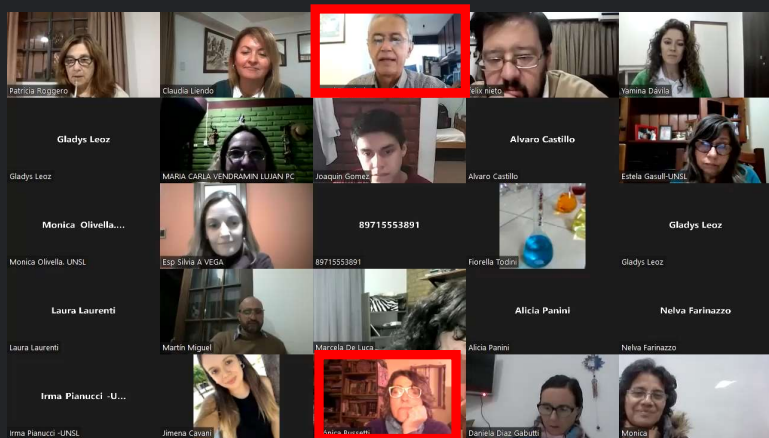 Patricia Roggero
Claudia Liendo
Felix nieto
Yamina Davila
Gladys Leoz
Gladys Leoz
MARIA CARLA VENDRAMIN LUJAN PC
Joaquin Gomez
Alvaro Castillo
Alvaro Castillo
Estela Gasull-UNSL
Monica Olivella....
Monica Olivella. UNSL
Esp Silvia A VEGA
89715553891
89715553891
Fiorella Todini
Gladys Leoz
Gladys Leoz
Laura Laurenti
Laura Laurenti
Martín Miguel
Marcela De Luca
Alicia Panini
Alicia Panini
Nelva Farinazzo
Nelva Farinazzo
Irma Pianucci -U...
Irma Pianucci -UNSL
Jimena Cavani
Daniela Diaz Gabutti
Monica